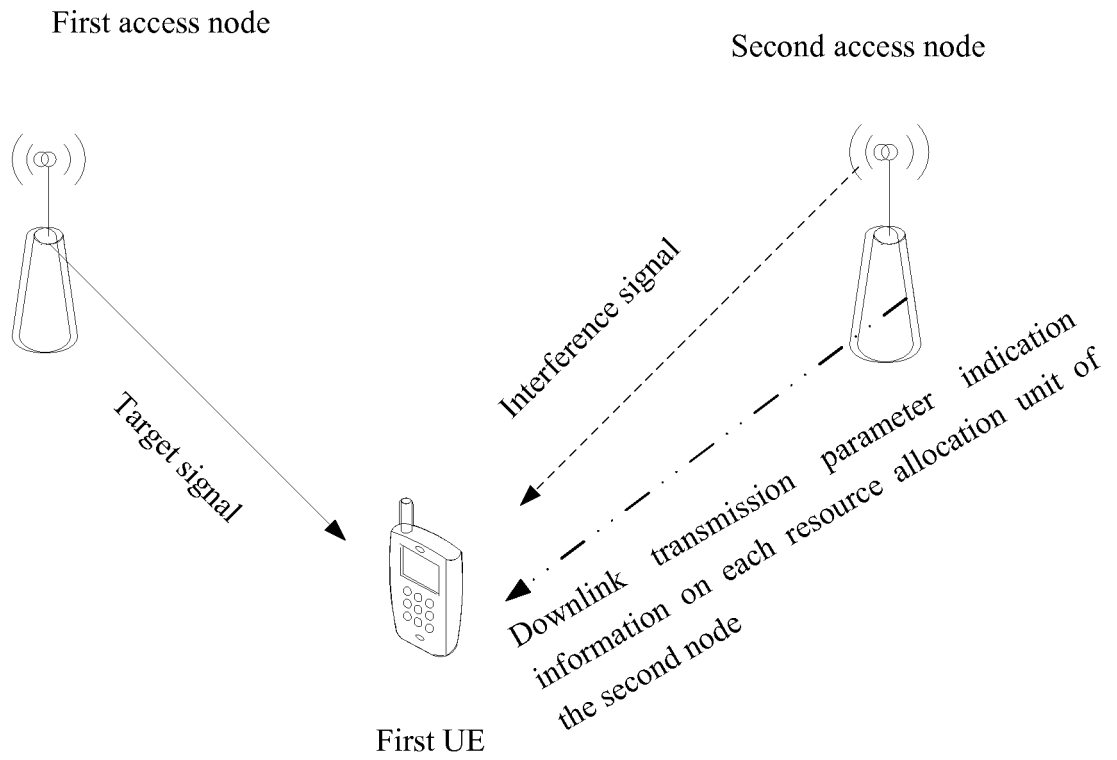 First access node
Second access node
Interference signal
Target signal
Downlink transmission parameter indication
information on each resource allocation unit of
the second node
First UE